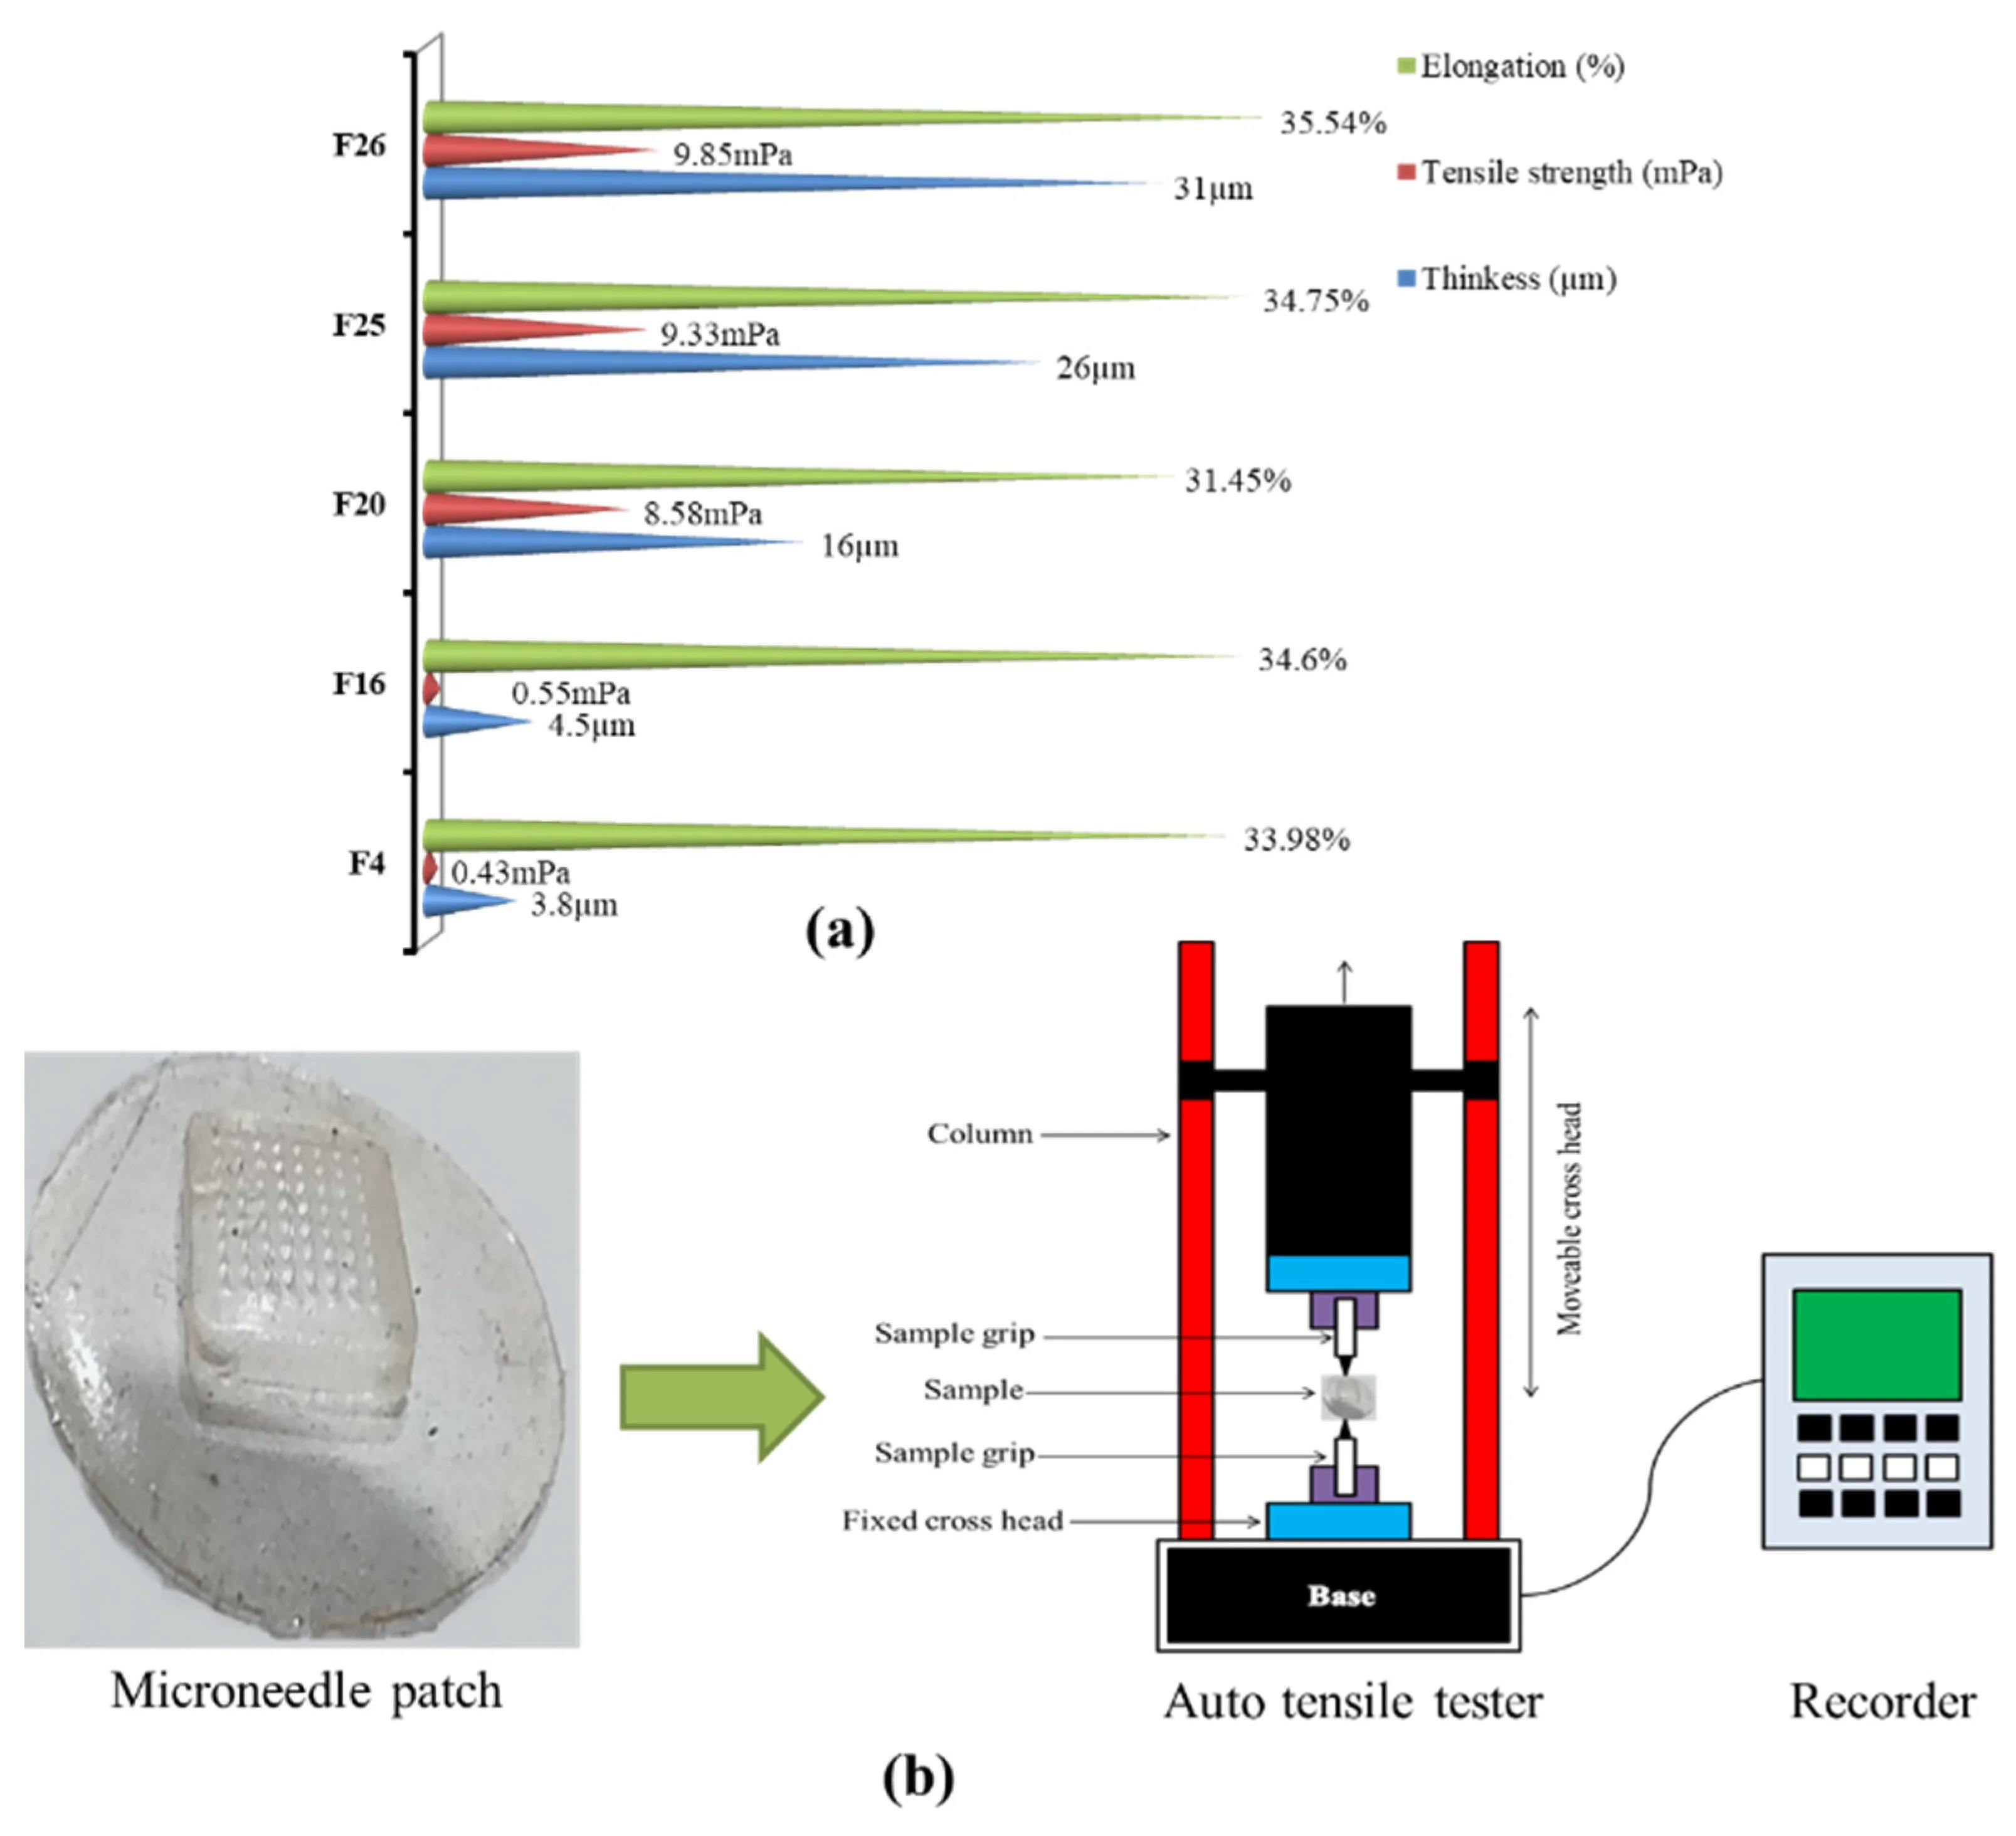 Elongation (%)
Tensile strength (mPa)
Thinkess (μm)
F26
35.54%
9.85mPa
31μm
F25
34.75%
9.33mPa
26μm
F20
31.45%
8.58mPa
16μm
F16
34.6%
0.55mPa
4.5μm
F4
33.98%
0.43mPa
3.8μm
(a)
Column
Moveable cross head
Sample grip
Sample
Sample grip
Fixed cross head
Base
Microneedle patch
Auto tensile tester
Recorder
(b)